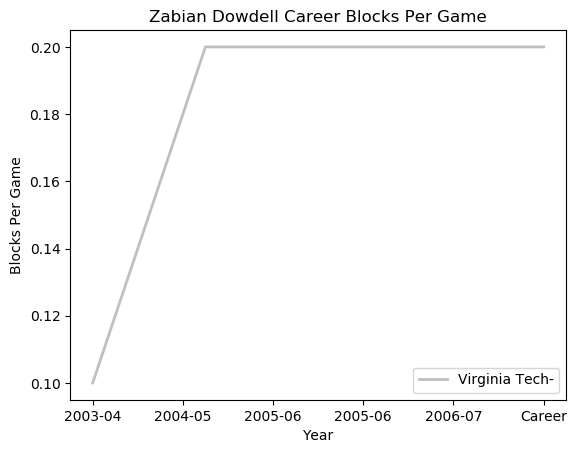 Zabian Dowdell Career Blocks Per Game
Blocks Per Game
0.20
0.18
0.16
0.14
0.12
0.10
Virginia Tech-
2003-04 2004-05 2005-06 2005-06 2006-07 Career
Year